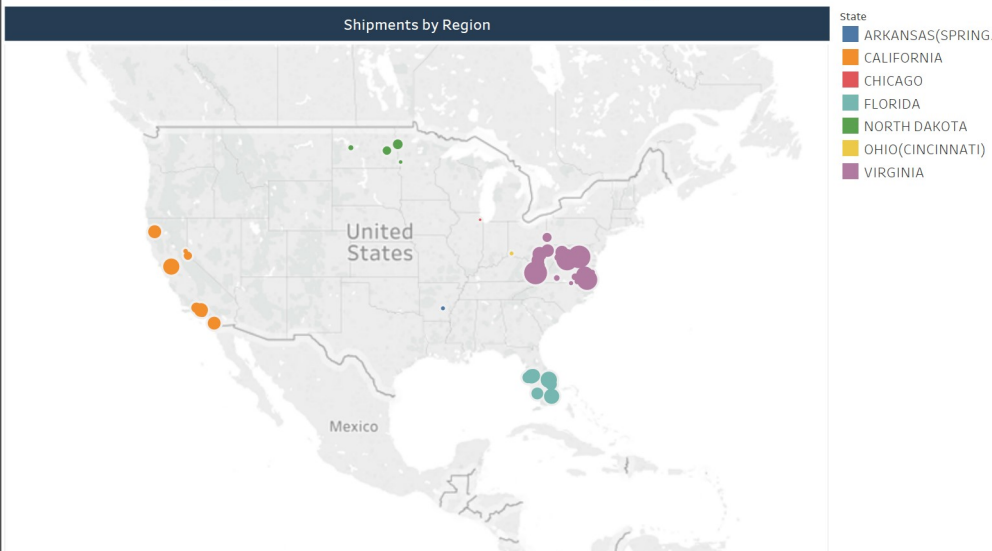 Shipments by Region
State
ARKANSAS(SPRING.
CALIFORNIA
CHICAGO
FLORIDA
NORTH DAKOTA
OHIO(CINCINNATI)
VIRGINIA
United
States
Mexico